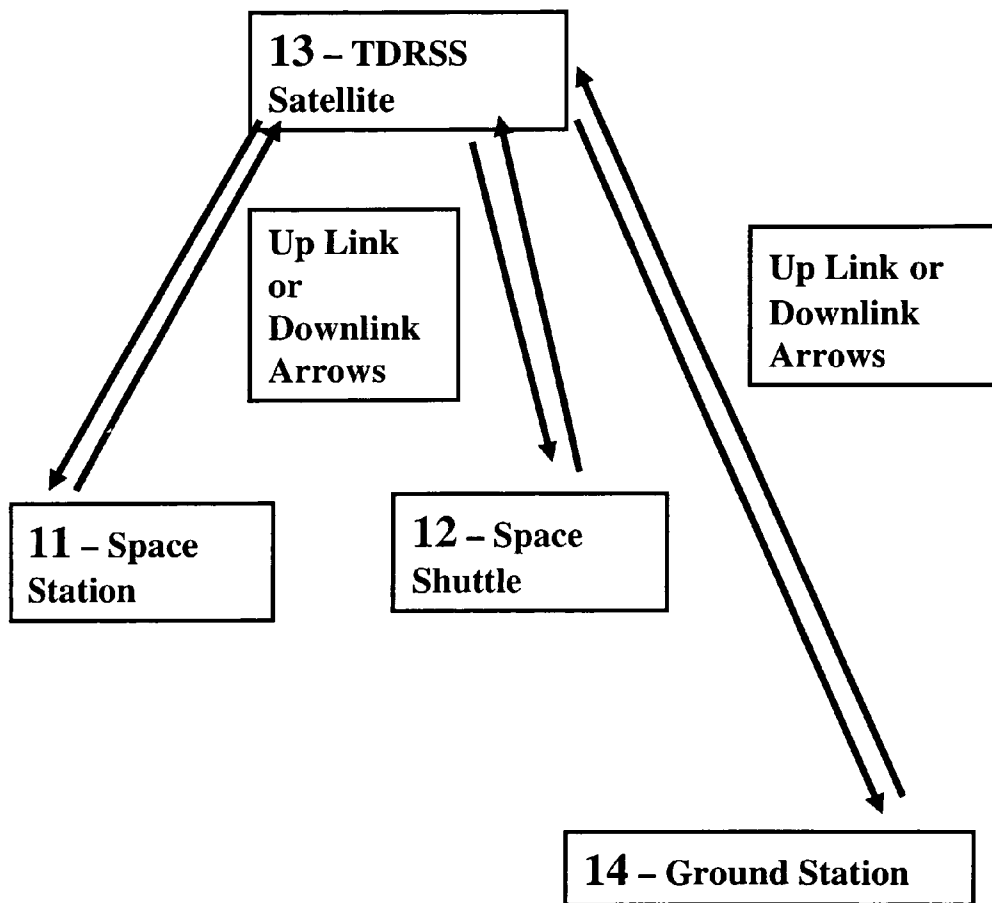 13 – TDRSS
Satellite
Up Link
or
Downlink
Arrows
Up Link or
Downlink
Arrows
11 – Space
Station
12 – Space
Shuttle
14 – Ground Station